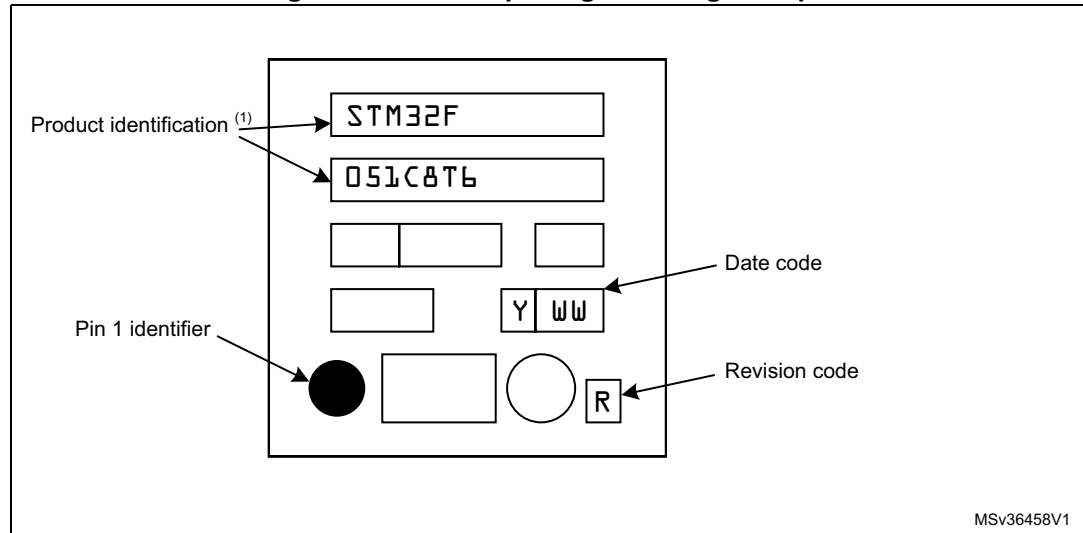 STM32F
Product identification (1)
051C8T6
Date code
Y WW
Pin 1 identifier
Revision code
R
MSv36458V1